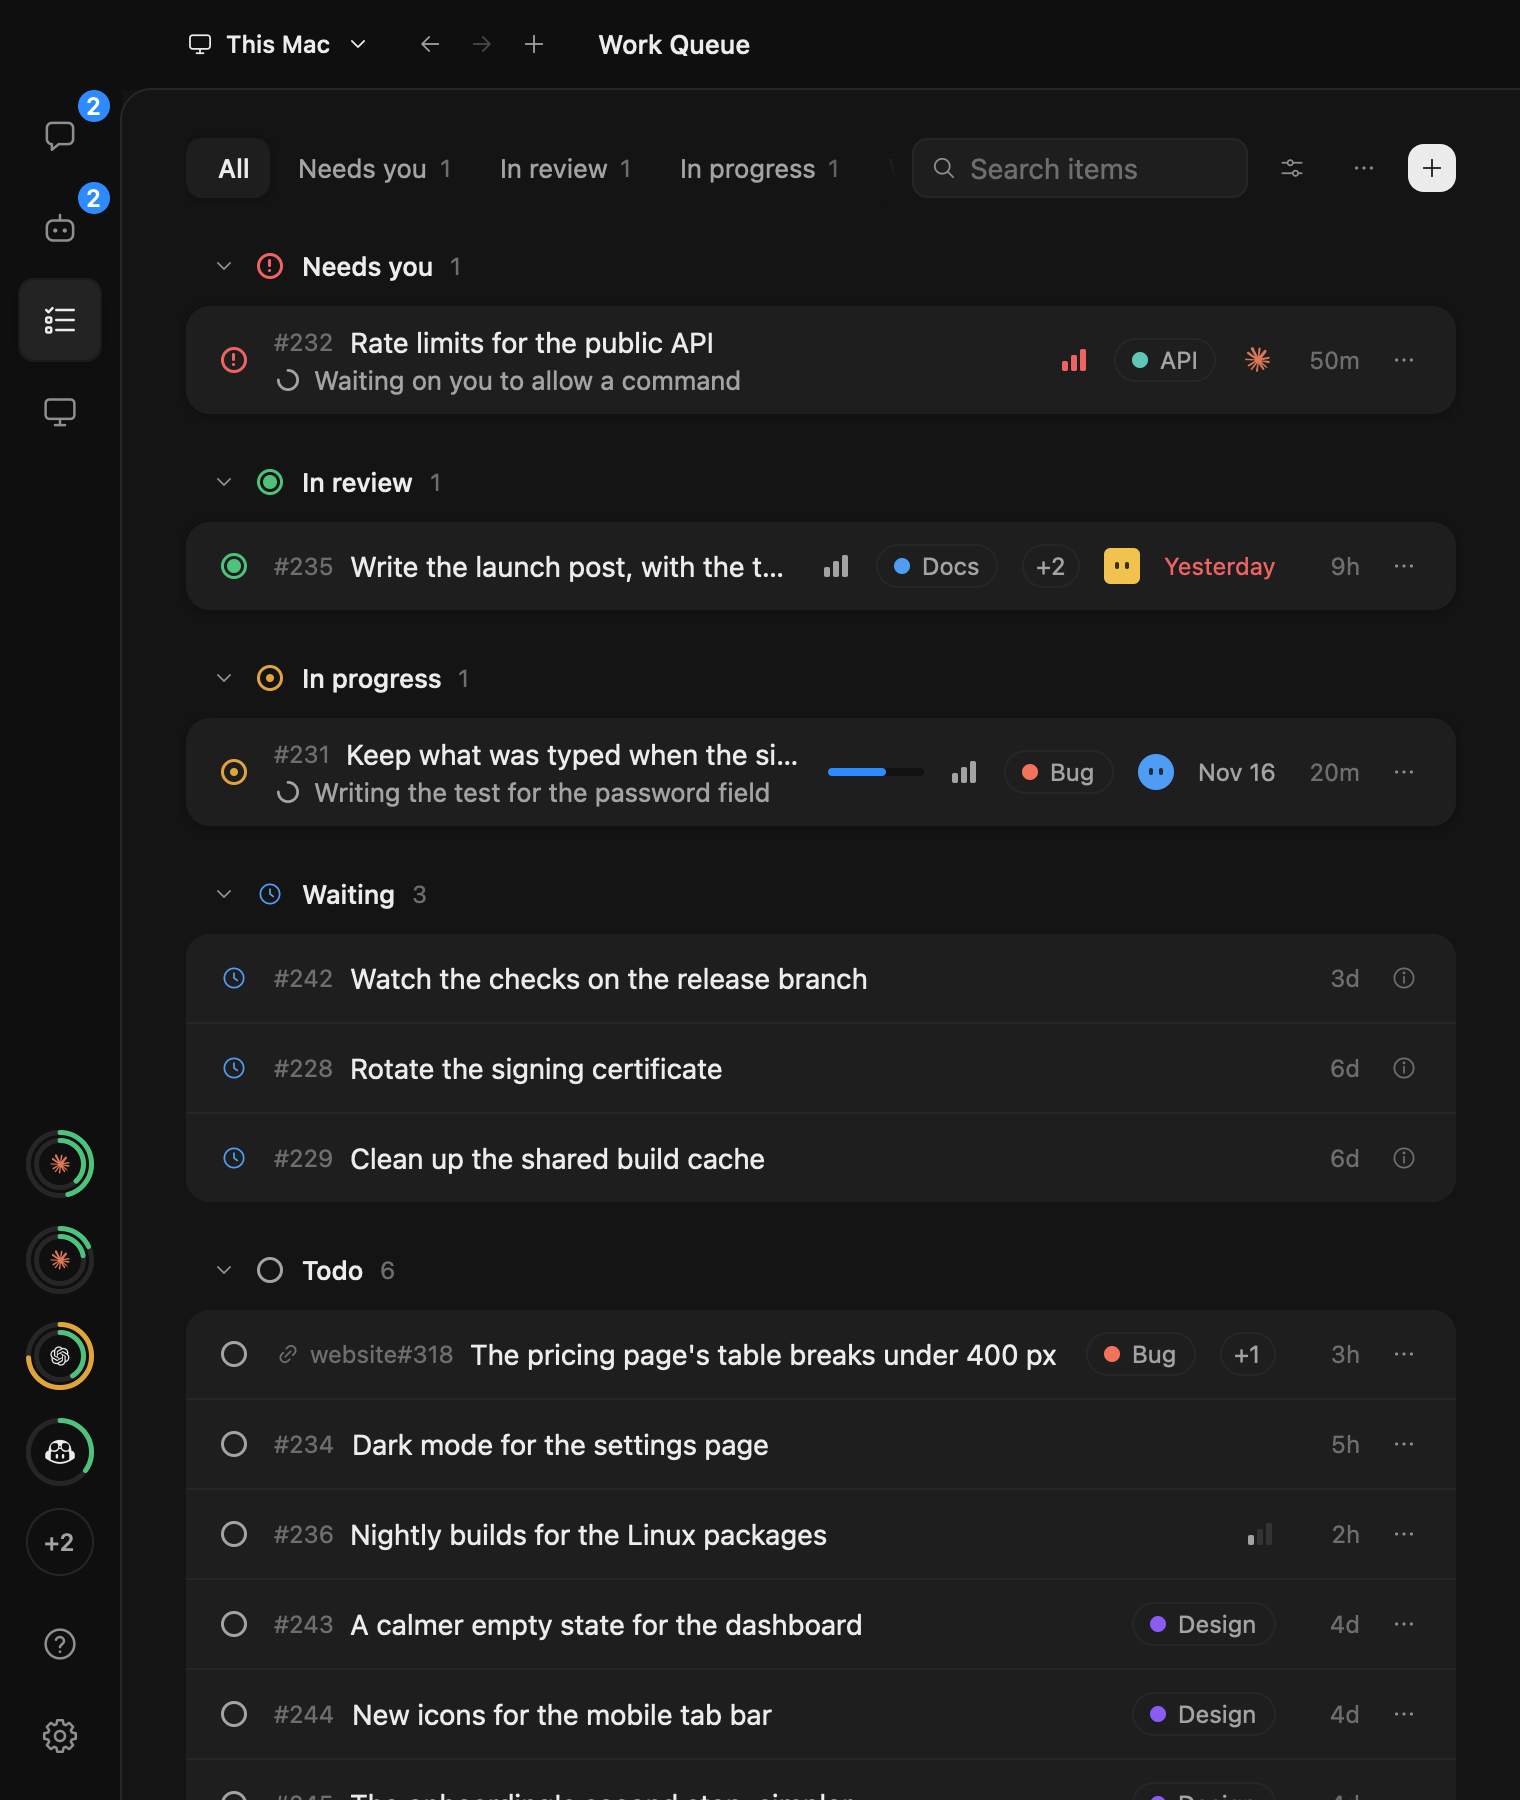 This Mac
Work Queue
2
2
All
Needs you 1
In review 1
In progress 1
Search items
Needs you 1
#232 Rate limits for the public API
Waiting on you to allow a command
API
50m
In review 1
#235 Write the launch post, with the t...
Docs
+2
Yesterday
9h
In progress 1
#231 Keep what was typed when the si...
Writing the test for the password field
Bug
Nov 16
20m
Waiting 3
#242 Watch the checks on the release branch
3d
#228 Rotate the signing certificate
6d
#229 Clean up the shared build cache
6d
Todo 6
website#318 The pricing page's table breaks under 400 px
Bug
+1
3h
#234 Dark mode for the settings page
5h
#236 Nightly builds for the Linux packages
2h
#243 A calmer empty state for the dashboard
Design
4d
#244 New icons for the mobile tab bar
Design
4d
+2